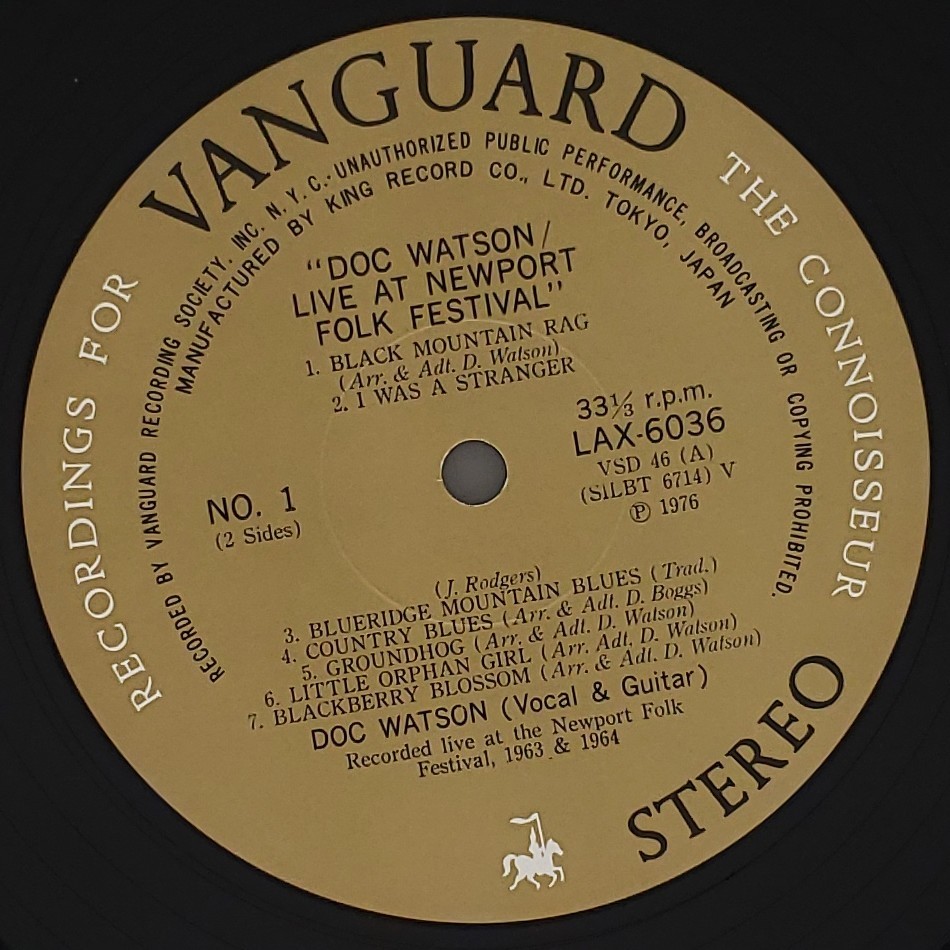 VANGUARD
RECORDINGS FOR THE CONNOISSEUR
RECORDED BY VANGUARD RECORDING SOCIETY. INC. N. Y. C.·UNAUTHORIZED PUBLIC PERFORMANCE, BROADCASTING OR COPYING PROHIBITED.
MANUFACTURED BY KING RECORD CO., LTD. TOKYO, JAPAN
"DOC WATSON/
LIVE AT NEWPORT
FOLK FESTIVAL"
1. BLACK MOUNTAIN RAG
(Arr. & Adt. D. Watson)
2. I WAS A STRANGER
33⅓ r.p.m.
LAX-6036
VSD 46 (A)
(SILBT 6714) V
℗ 1976
NO. 1
(2 Sides)
(J. Rodgers)
3. BLUERIDGE MOUNTAIN BLUES (Trad.)
4. COUNTRY BLUES (Arr. & Adt. D. Boggs)
5. GROUNDHOG (Arr. & Adt. D. Watson)
6. LITTLE ORPHAN GIRL (Arr. Adt. D. Watson)
7. BLACKBERRY BLOSSOM (Arr. & Adt. D. Watson)
DOC WATSON (Vocal & Guitar)
Recorded live at the Newport Folk
Festival, 1963 & 1964
STEREO